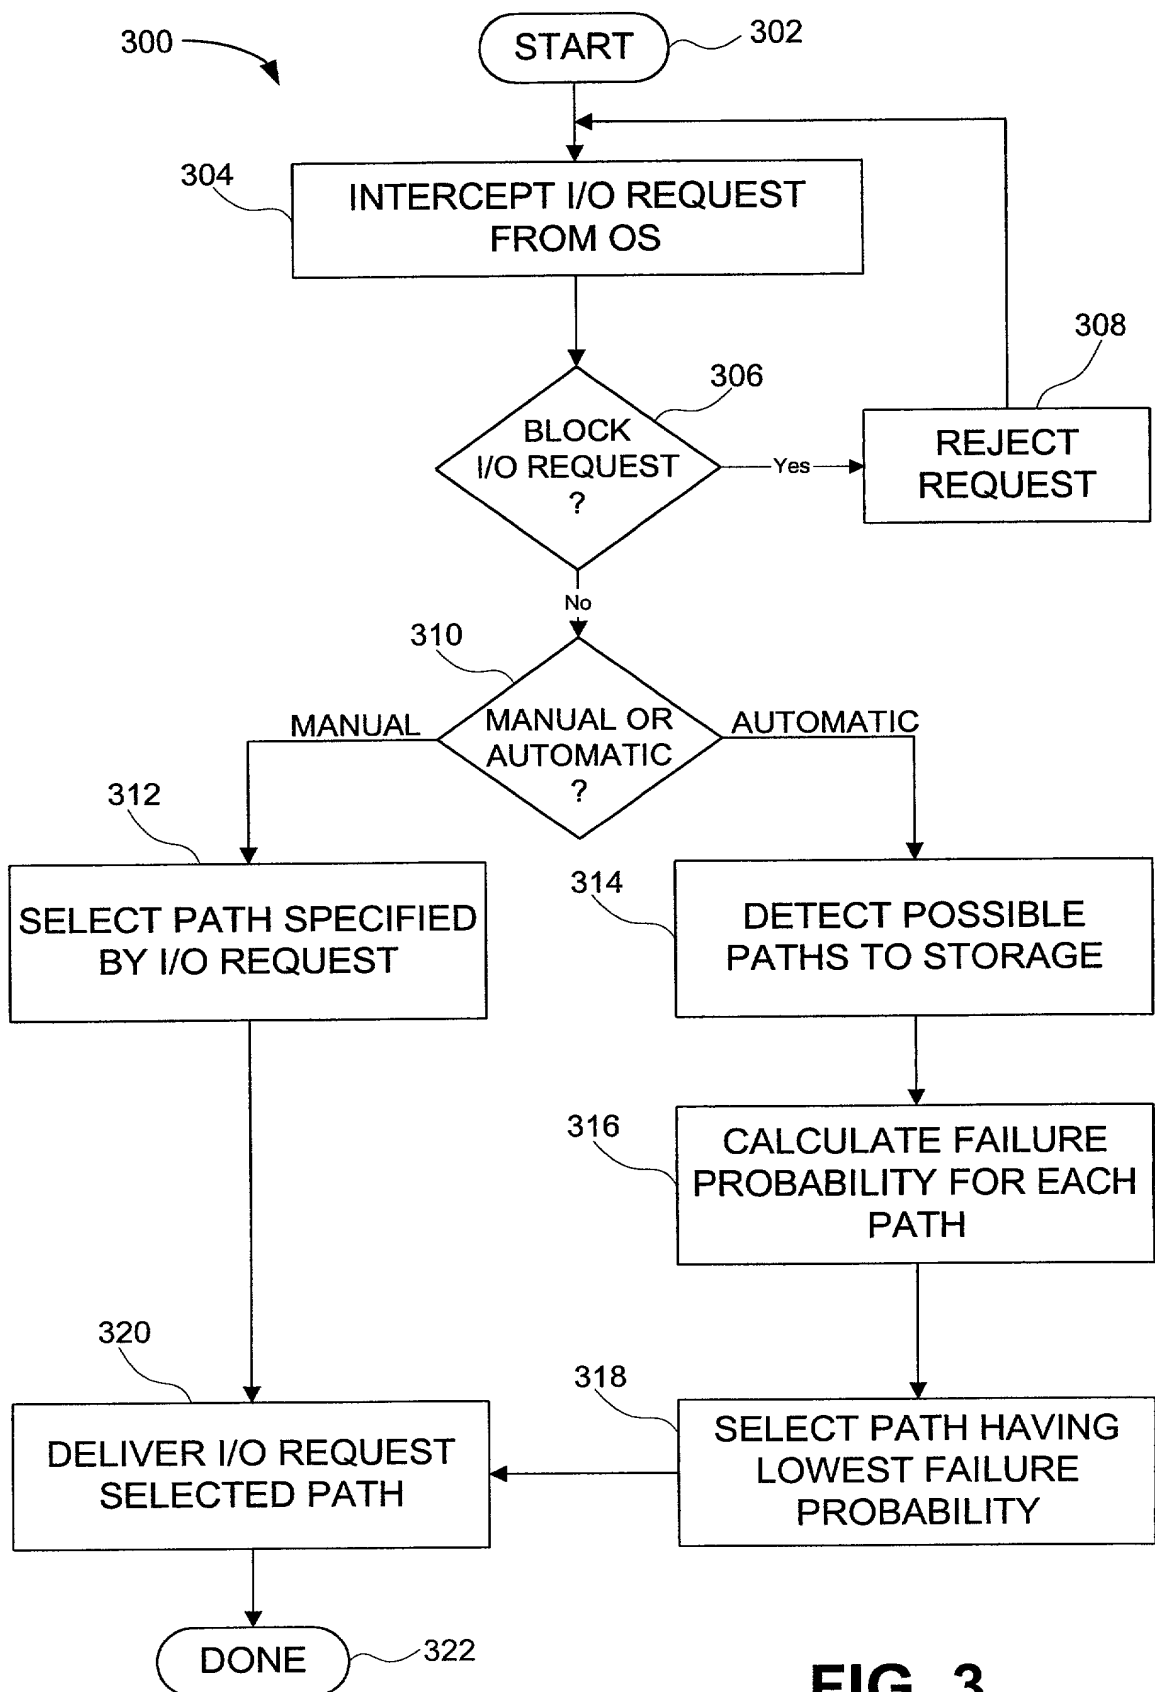 300
START
302
304
INTERCEPT I/O REQUEST
FROM OS
308
306
BLOCK
I/O REQUEST
?
Yes
REJECT
REQUEST
No
310
MANUAL
MANUAL OR
AUTOMATIC
?
AUTOMATIC
312
SELECT PATH SPECIFIED
BY I/O REQUEST
314
DETECT POSSIBLE
PATHS TO STORAGE
316
CALCULATE FAILURE
PROBABILITY FOR EACH
PATH
320
DELIVER I/O REQUEST
SELECTED PATH
318
SELECT PATH HAVING
LOWEST FAILURE
PROBABILITY
DONE
322
FIG. 3